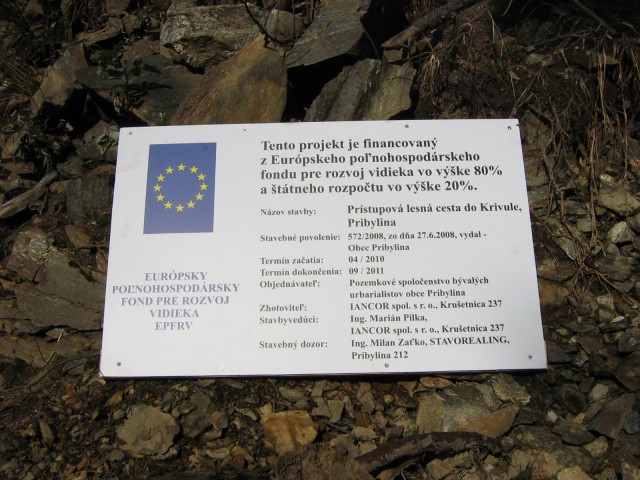 Tento projekt je financovaný
z Európskeho poľnohospodárskeho
fondu pre rozvoj vidieka vo výške 80%
a štátneho rozpočtu vo výške 20%.
Názov stavby: Prístupová lesná cesta do Krivule,
Pribylina
Stavebné povolenie: 572/2008, zo dňa 27.6.2008, vydal -
Obec Pribylina
Termín začatia: 04 / 2010
Termín dokončenia: 09 / 2011
Objednávateľ: Pozemkové spoločenstvo bývalých
urbarialistov obce Pribylina
Zhotoviteľ: IANCOR spol. s r. o., Krušetnica 237
Stavbyvedúci: Ing. Marián Pilka,
IANCOR spol. s r. o., Krušetnica 237
Stavebný dozor: Ing. Milan Zaťko, STAVOREALING,
Pribylina 212
EURÓPSKY
POĽNOHOSPODÁRSKY
FOND PRE ROZVOJ
VIDIEKA
EPFRV